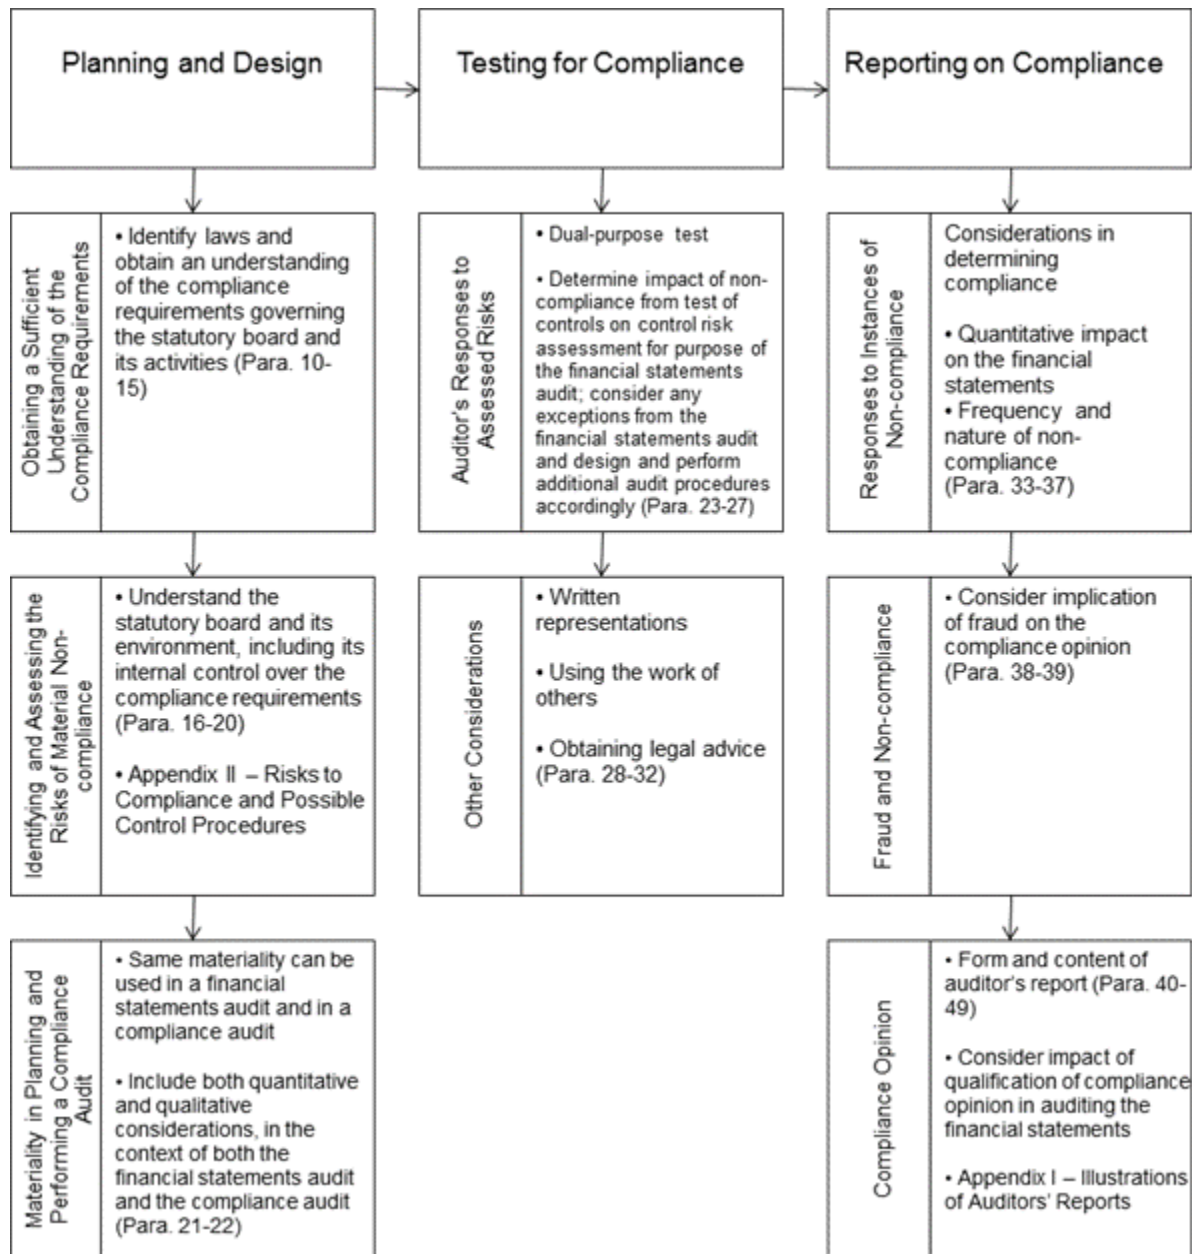 Planning and Design
Testing for Compliance
Reporting on Compliance
Obtaining a Sufficient
Understanding of the
Compliance Requirements
• Identify laws and
obtain an understanding
of the compliance
requirements governing
the statutory board and
its activities (Para. 10-
15)
Identifying and Assessing the
Risks of Material Non-
compliance
• Understand the
statutory board and its
environment, including its
internal control over the
compliance requirements
(Para. 16-20)
• Appendix II – Risks to
Compliance and Possible
Control Procedures
Materiality in Planning and
Performing a Compliance
Audit
• Same materiality can be
used in a financial
statements audit and in a
compliance audit
• Include both quantitative
and qualitative
considerations, in the
context of both the
financial statements audit
and the compliance audit
(Para. 21-22)
Auditor's Responses to
Assessed Risks
• Dual-purpose test
• Determine impact of non-
compliance from test of
controls on control risk
assessment for purpose of
the financial statements
audit; consider any
exceptions from the
financial statements audit
and design and perform
additional audit procedures
accordingly (Para. 23-27)
Other Considerations
• Written
representations
• Using the work of
others
• Obtaining legal advice
(Para. 28-32)
Responses to Instances of
Non-compliance
Considerations in
determining
compliance
• Quantitative impact
on the financial
statements
• Frequency and
nature of non-
compliance
(Para. 33-37)
Fraud and Non-compliance
• Consider implication
of fraud on the
compliance opinion
(Para. 38-39)
Compliance Opinion
• Form and content of
auditor's report (Para. 40-
49)
• Consider impact of
qualification of compliance
opinion in auditing the
financial statements
• Appendix I – Illustrations
of Auditors' Reports